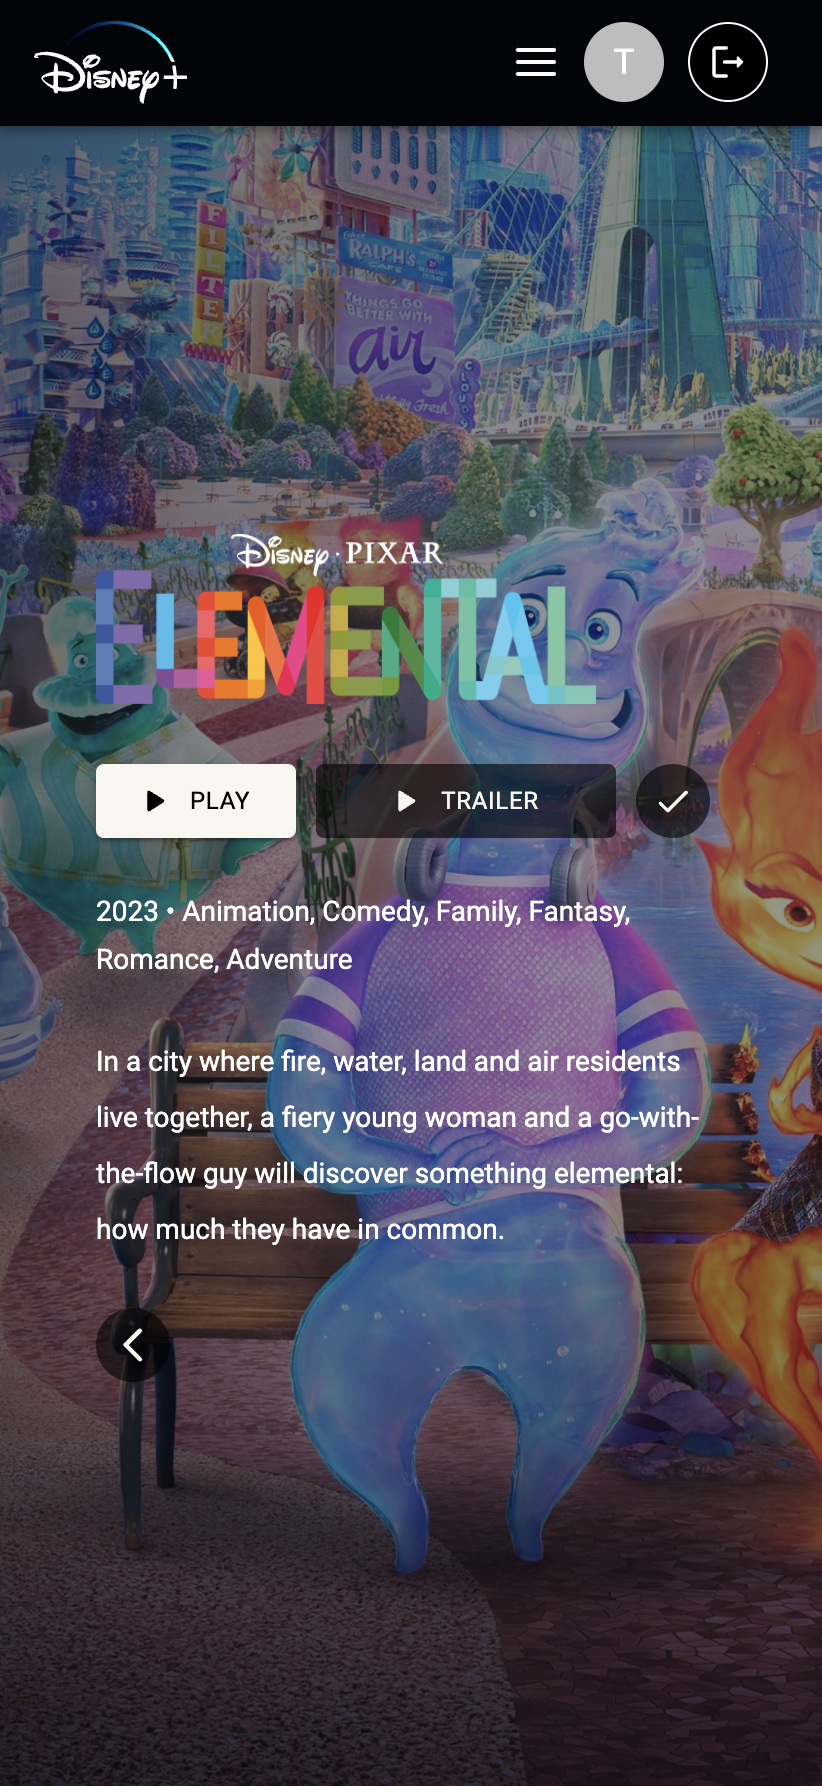 Disney+
T
FILTER
RALPH'S
CAFE
THINGS GO
BETTER WITH
air
CLOUD
Disney · PIXAR
ELEMENTAL
PLAY
TRAILER
2023 • Animation, Comedy, Family, Fantasy,
Romance, Adventure
In a city where fire, water, land and air residents
live together, a fiery young woman and a go-with-
the-flow guy will discover something elemental:
how much they have in common.